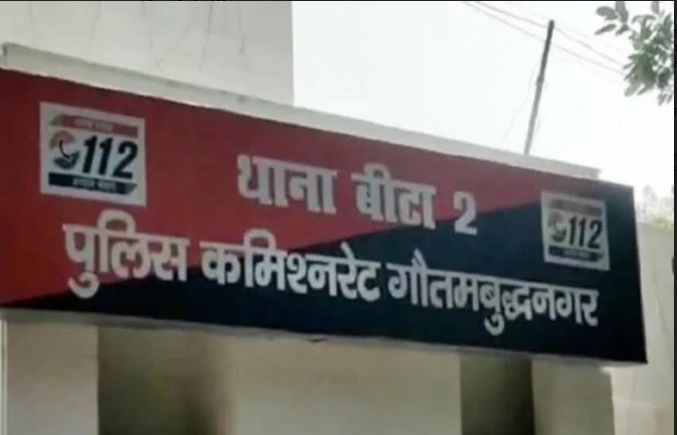 112
थाना बीटा 2
112
पुलिस कमिश्नरेट गौतमबुद्धनगर